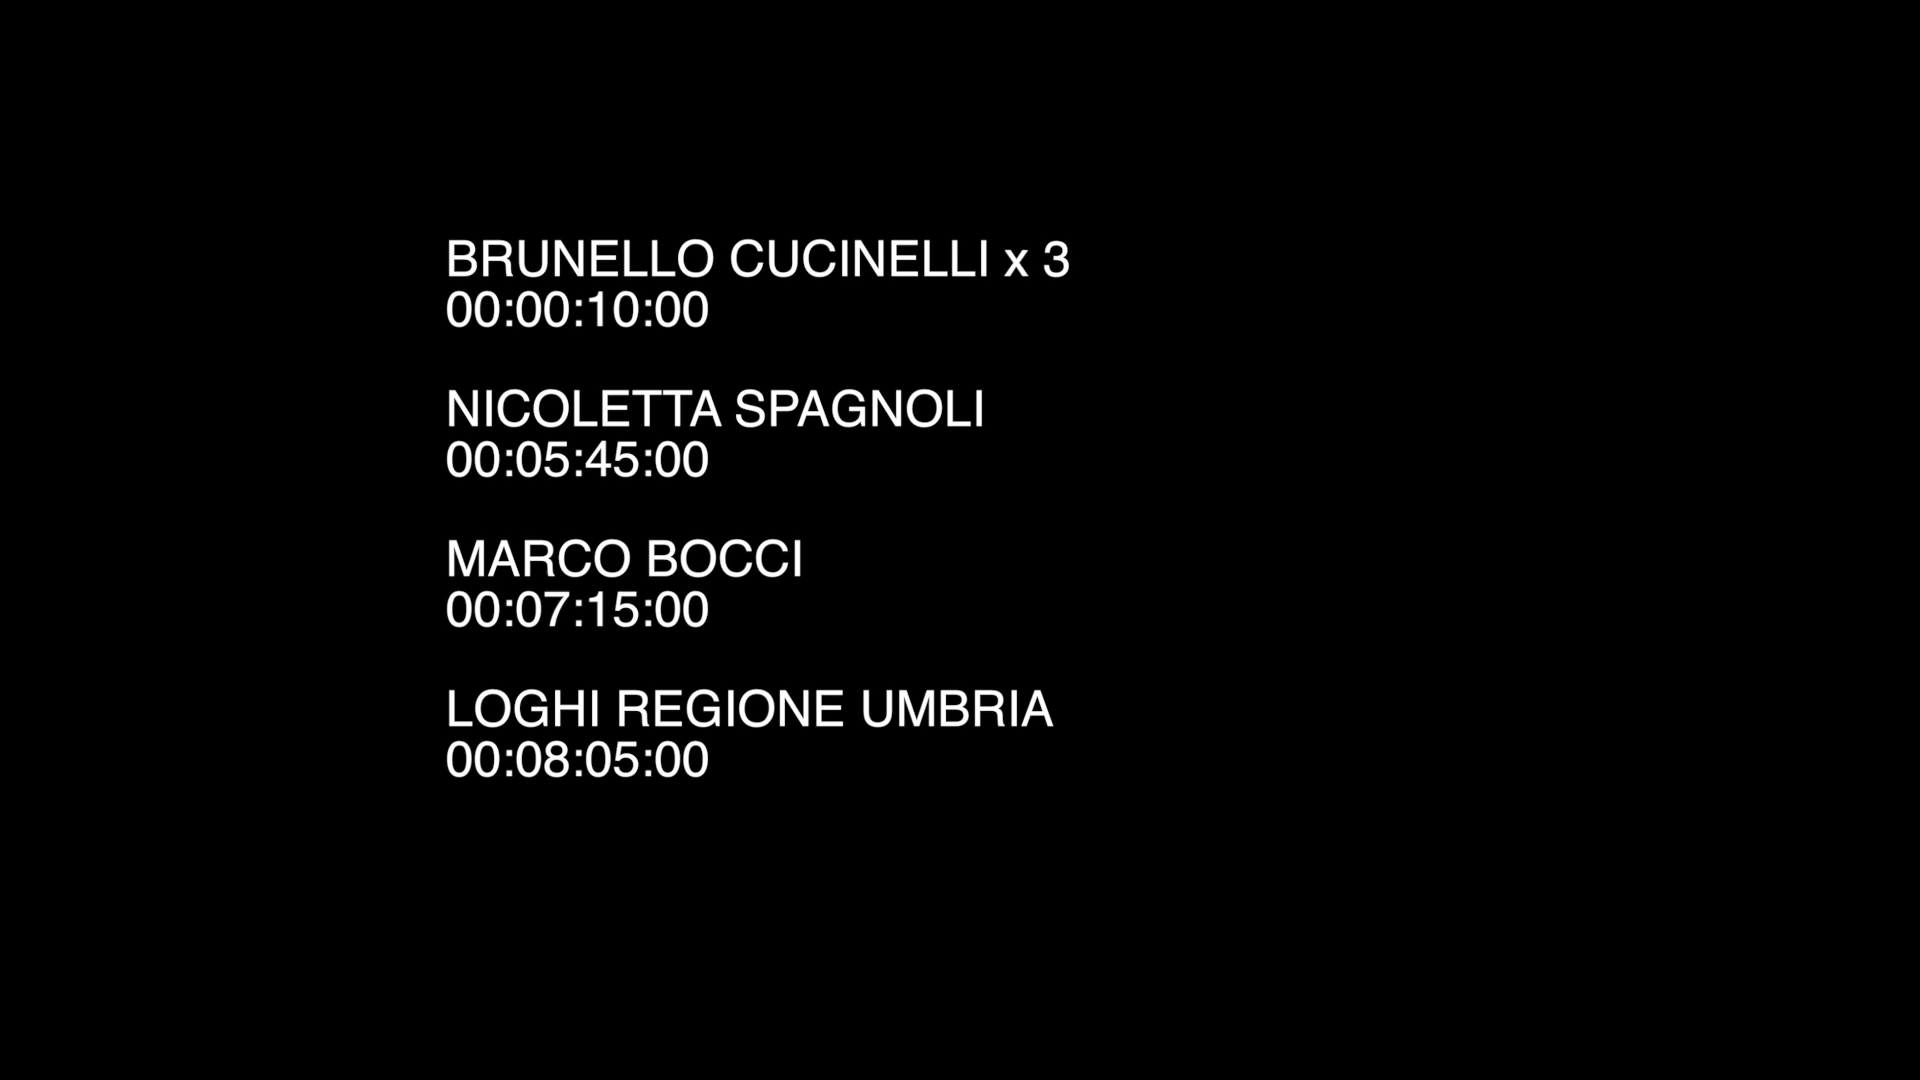 BRUNELLO CUCINELLI x 3
00:00:10:00
NICOLETTA SPAGNOLI
00:05:45:00
MARCO BOCCI
00:07:15:00
LOGHI REGIONE UMBRIA
00:08:05:00